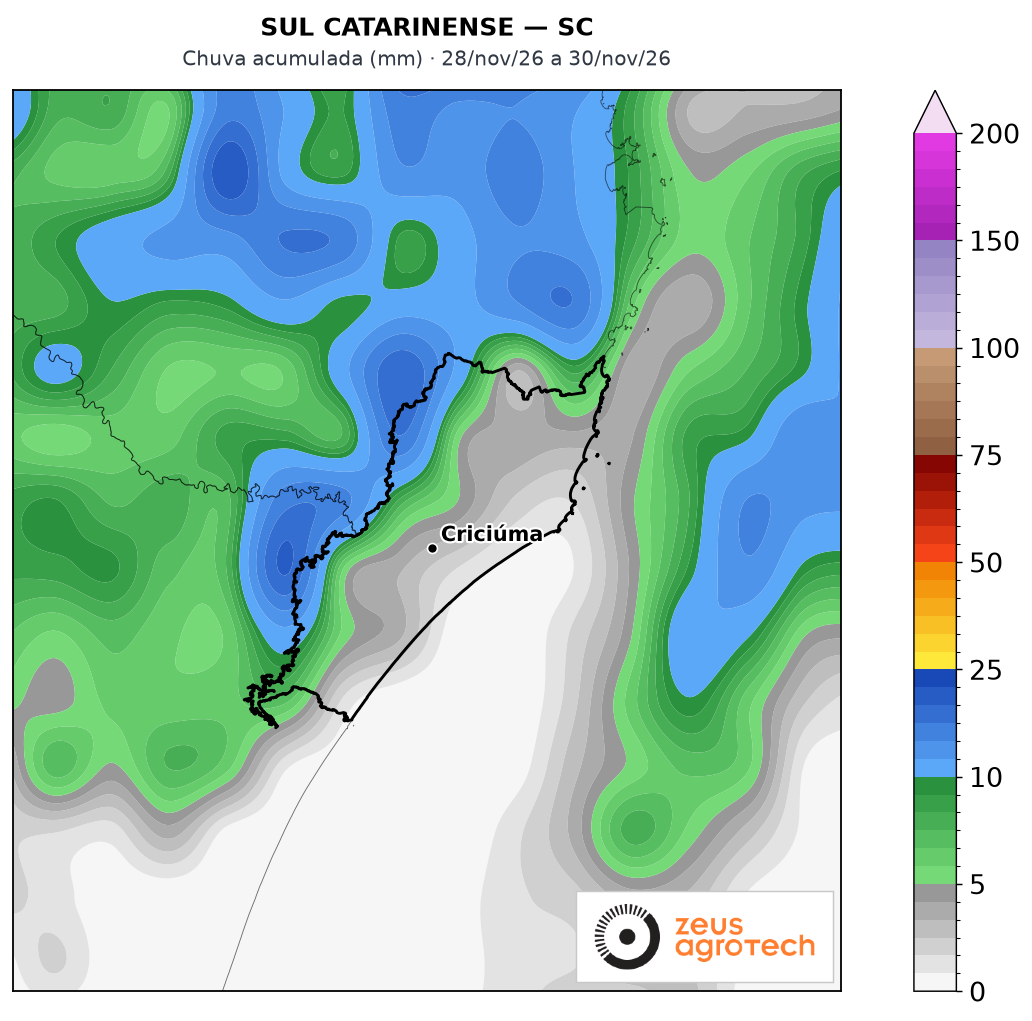 SUL CATARINENSE — SC
Chuva acumulada (mm) · 28/nov/26 a 30/nov/26
200
150
100
75
50
25
10
5
0
Criciúma
zeus
agrotech